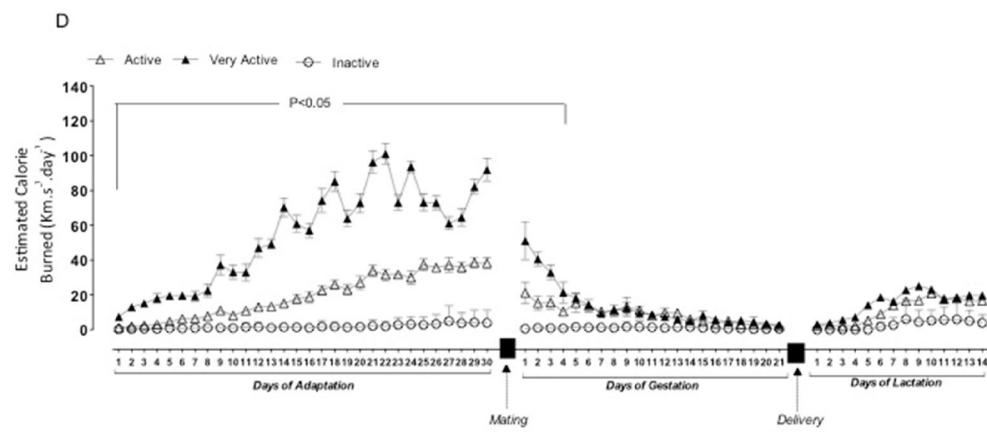 D
Active Very Active Inactive
Estimated Calorie
Burned (Km.s⁻¹.day⁻¹)
140
120
100
80
60
40
20
0
P<0.05
1 2 3 4 5 6 7 8 9 10 11 12 13 14 15 16 17 18 19 20 21 22 23 24 25 26 27 28 29 30
Days of Adaptation
1 2 3 4 5 6 7 8 9 10 11 12 13 14 15 16 17 18 19 20 21
Days of Gestation
1 2 3 4 5 6 7 8 9 10 11 12 13 14
Days of Lactation
Mating
Delivery